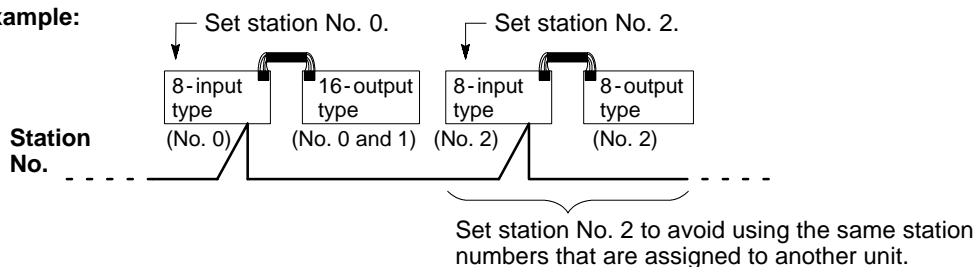 xample:
Set station No. 0.
Set station No. 2.
8-input type
16-output type
8-input type
8-output type
(No. 0)
(No. 0 and 1)
(No. 2)
(No. 2)
Station No.
Set station No. 2 to avoid using the same station
numbers that are assigned to another unit.